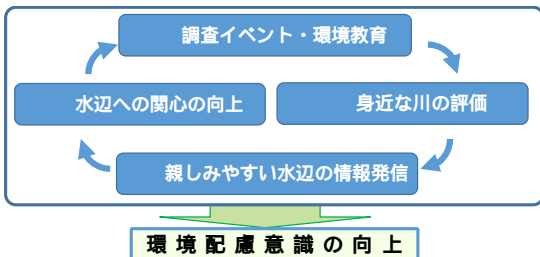 調査イベント・環境教育
水辺への関心の向上
身近な川の評価
親しみやすい水辺の情報発信
環境配慮意識の向上